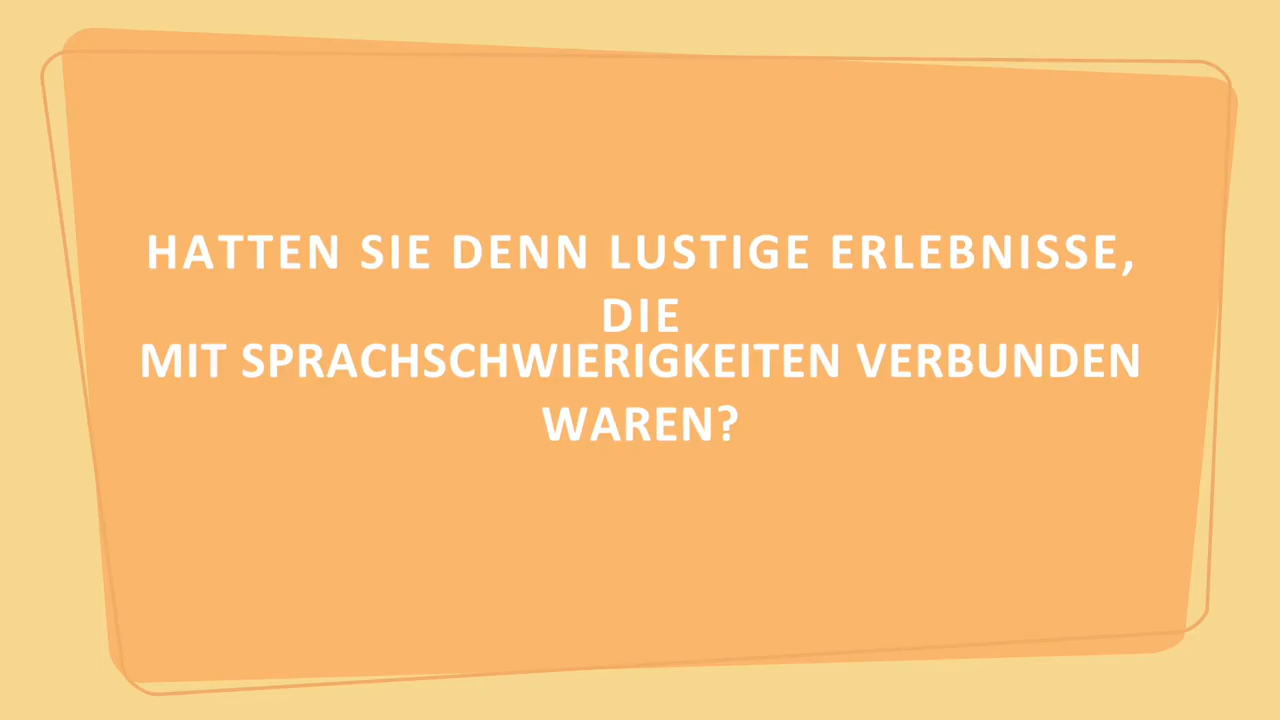 HATTEN SIE DENN LUSTIGE ERLEBNISSE,
DIE
MIT SPRACHSCHWIERIGKEITEN VERBUNDEN
WAREN?